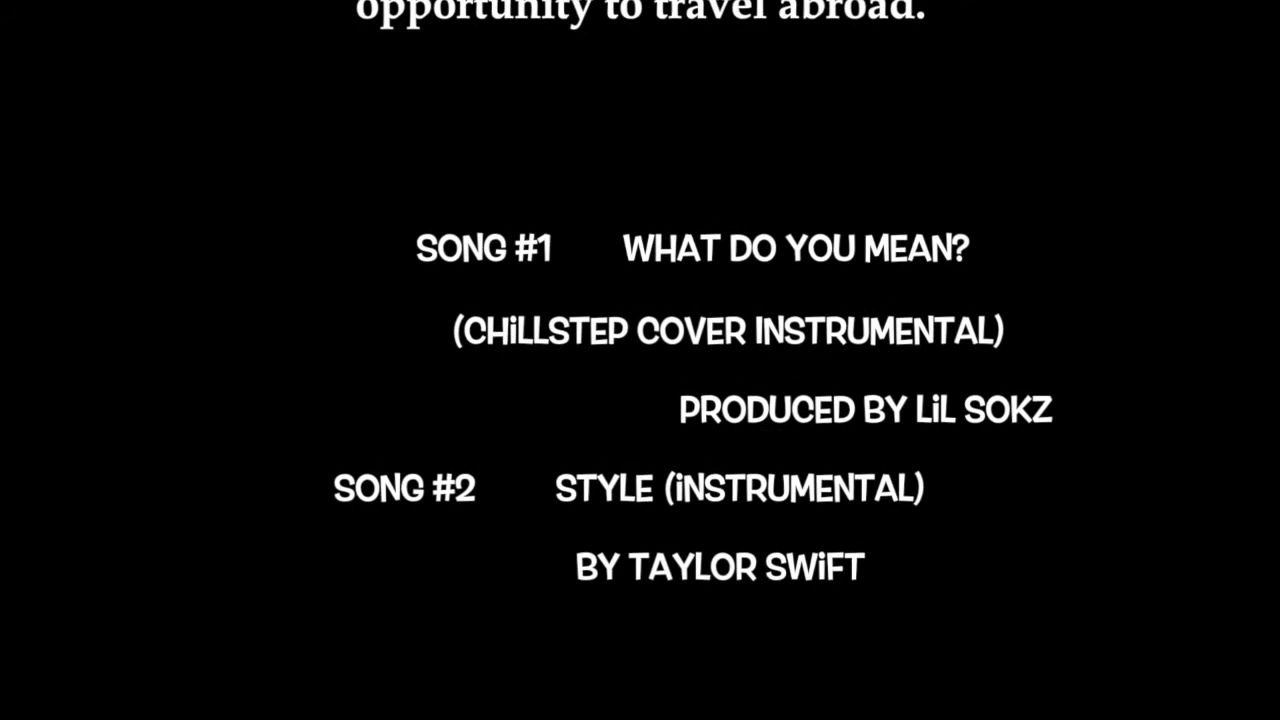 opportunity to travel abroad.
SONG #1 WHAT DO YOU MEAN?
(CHiLLSTEP COVER INSTRUMENTAL)
PRODUCED BY LiL SOKZ
SONG #2 STYLE (iNSTRUMENTAL)
BY TAYLOR SWiFT